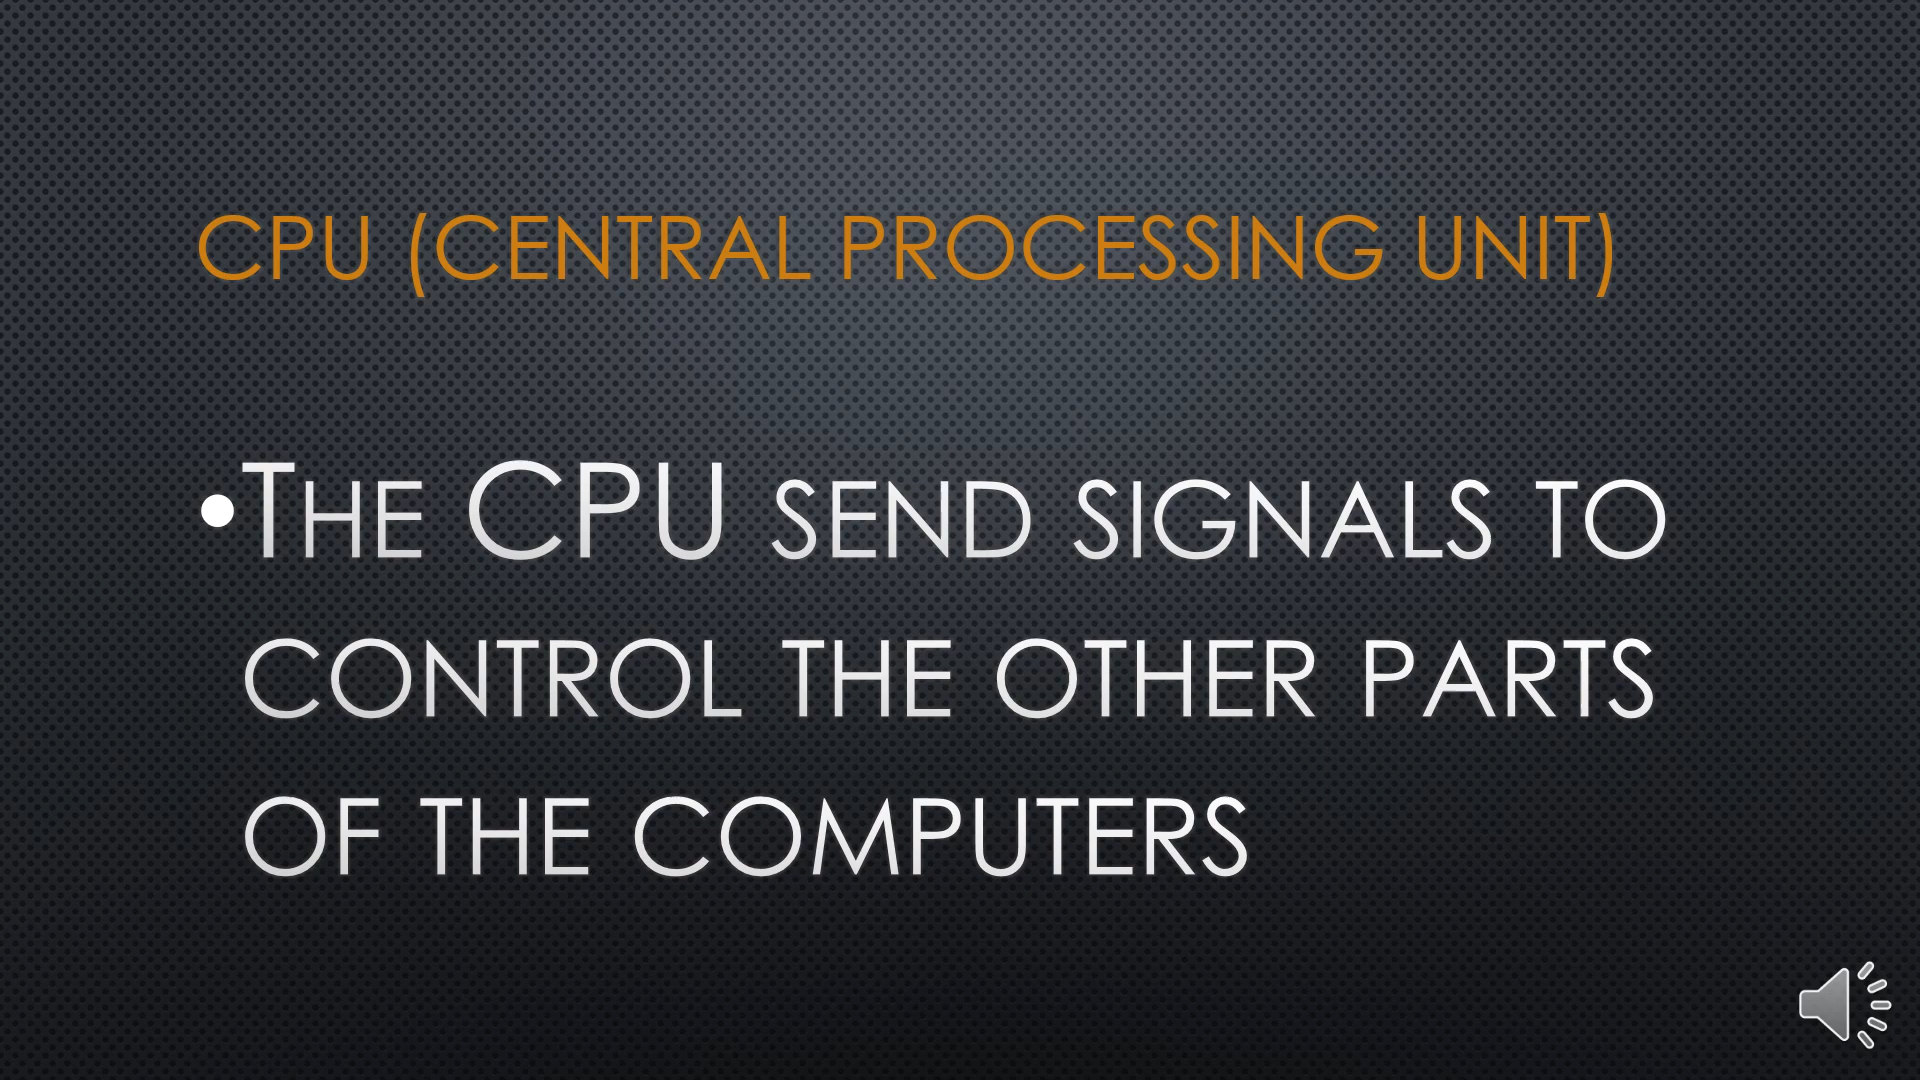 CPU (CENTRAL PROCESSING UNIT)
•THE CPU SEND SIGNALS TO
CONTROL THE OTHER PARTS
OF THE COMPUTERS